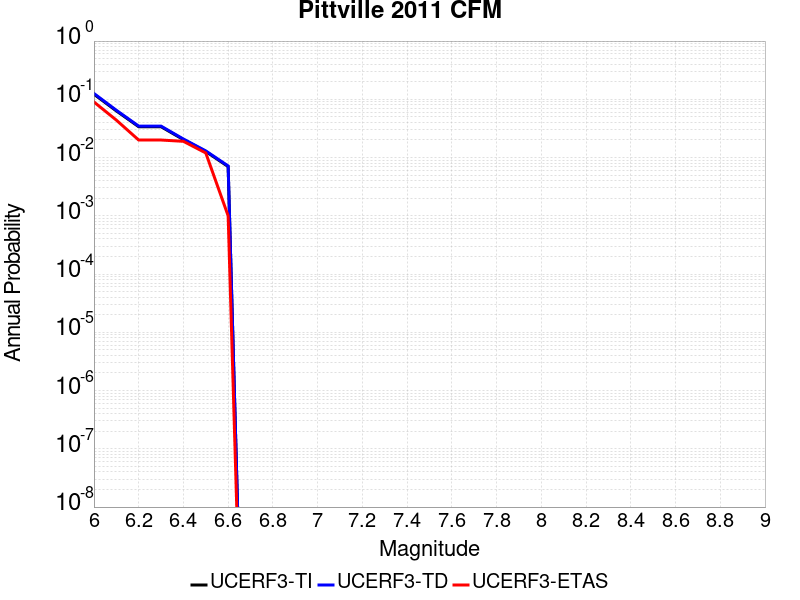 Pittville 2011 CFM
10^0
10^-1
10^-2
10^-3
10^-4
10^-5
10^-6
10^-7
10^-8
Annual Probability
6 6.2 6.4 6.6 6.8 7 7.2 7.4 7.6 7.8 8 8.2 8.4 8.6 8.8 9
Magnitude
UCERF3-TI UCERF3-TD UCERF3-ETAS